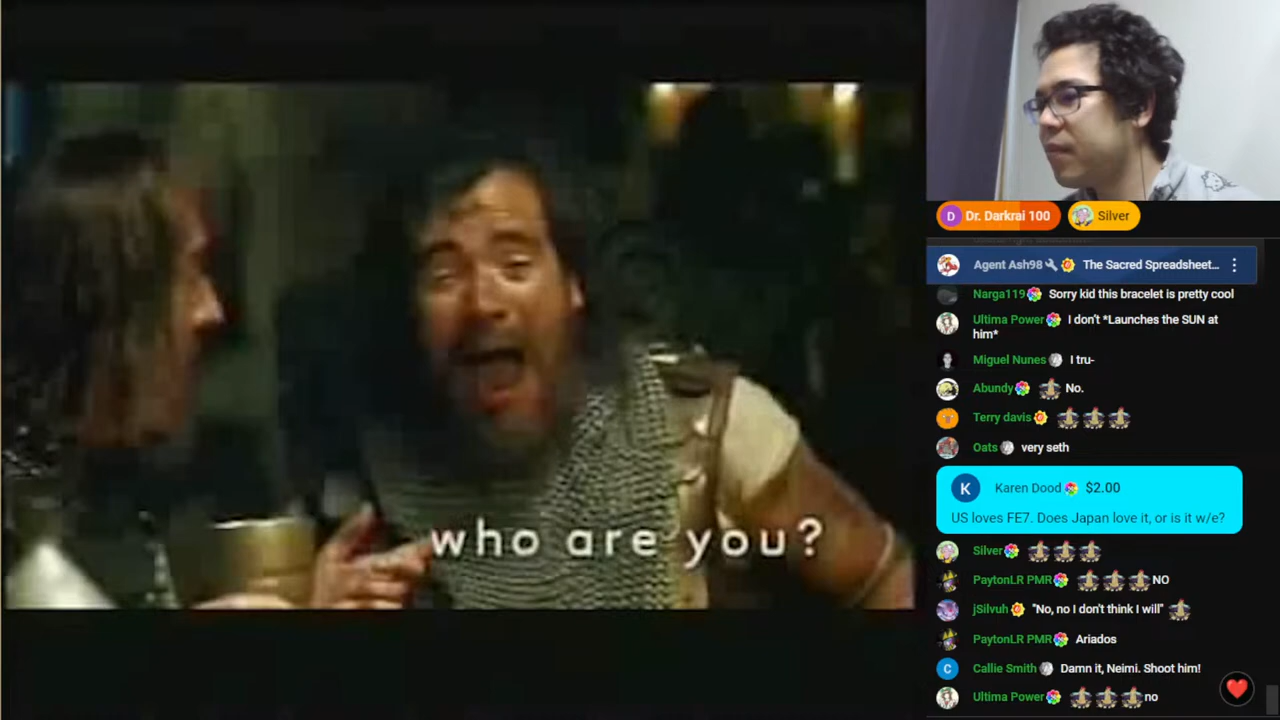 who are you?
D Dr. Darkrai 100 Silver
Agent Ash98 The Sacred Spreadsheet...
Narga119 Sorry kid this bracelet is pretty cool
Ultima Power I don't *Launches the SUN at
him*
Miguel Nunes I tru-
Abundy No.
Terry davis
Oats very seth
K Karen Dood $2.00
US loves FE7. Does Japan love it, or is it w/e?
Silver
PaytonLR PMR NO
jSilvuh "No, no I don't think I will"
PaytonLR PMR Ariados
C Callie Smith Damn it, Neimi. Shoot him!
Ultima Power no